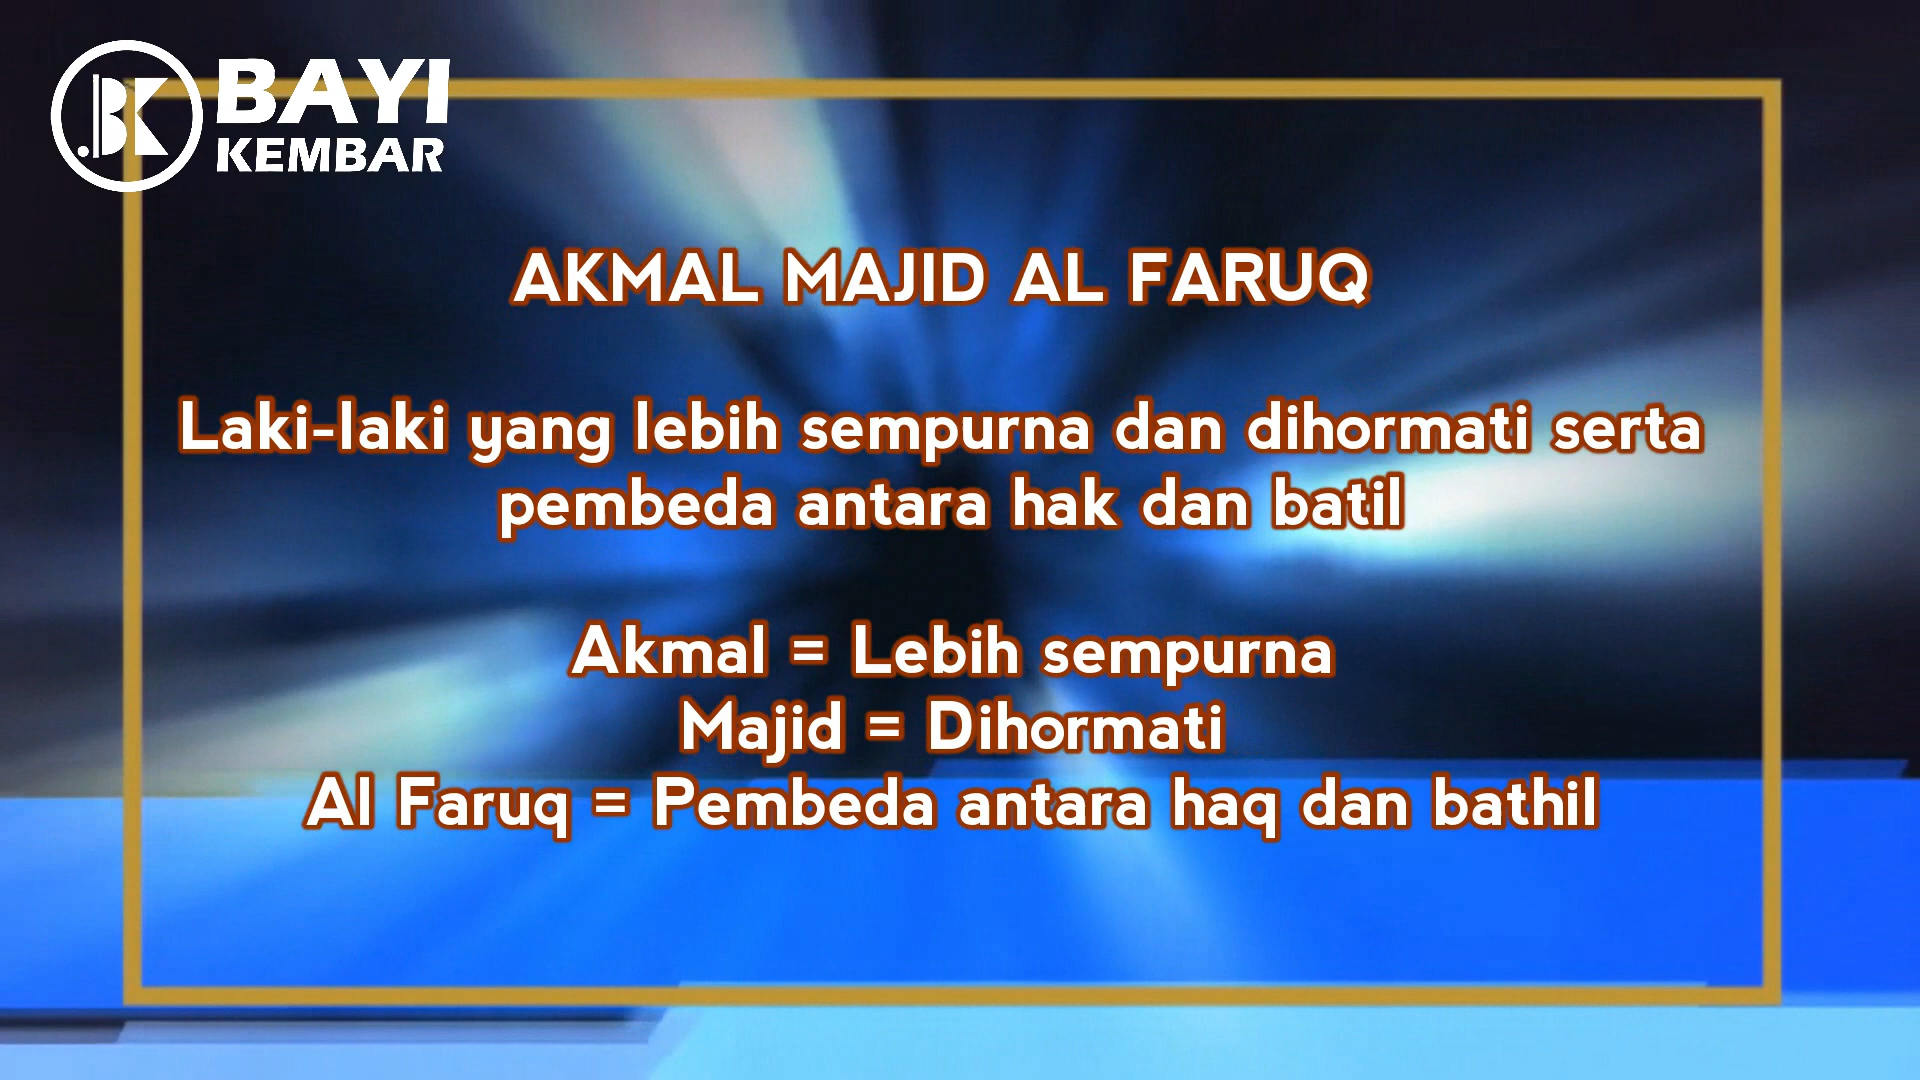 BK
BAYI
KEMBAR
AKMAL MAJID AL FARUQ
Laki-laki yang lebih sempurna dan dihormati serta
pembeda antara hak dan batil
Akmal = Lebih sempurna
Majid = Dihormati
Al Faruq = Pembeda antara haq dan bathil